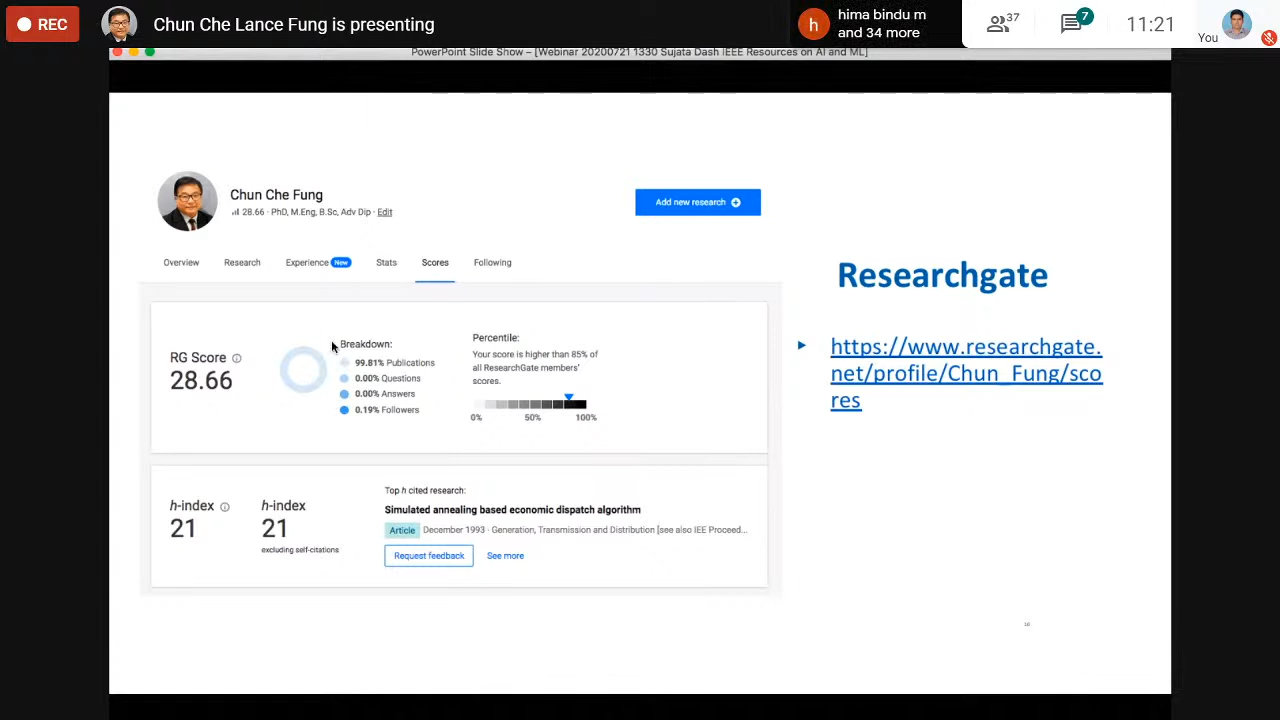 REC
Chun Che Lance Fung is presenting
h
hima bindu m
and 34 more
37
7
11:21
You
PowerPoint Slide Show – [Webinar 20200721 1330 Sujata Dash IEEE Resources on AI and ML]
Chun Che Fung
28.66 · PhD, M.Eng, B.Sc, Adv Dip · Edit
Add new research
Overview Research Experience New Stats Scores Following
RG Score
28.66
Breakdown:
99.81% Publications
0.00% Questions
0.00% Answers
0.19% Followers
Percentile:
Your score is higher than 85% of
all ResearchGate members'
scores.
0% 50% 100%
h-index
21
h-index
21
excluding self-citations
Top h cited research:
Simulated annealing based economic dispatch algorithm
Article December 1993 · Generation, Transmission and Distribution [see also IEE Proceed...
Request feedback See more
Researchgate
https://www.researchgate.
net/profile/Chun_Fung/sco
res